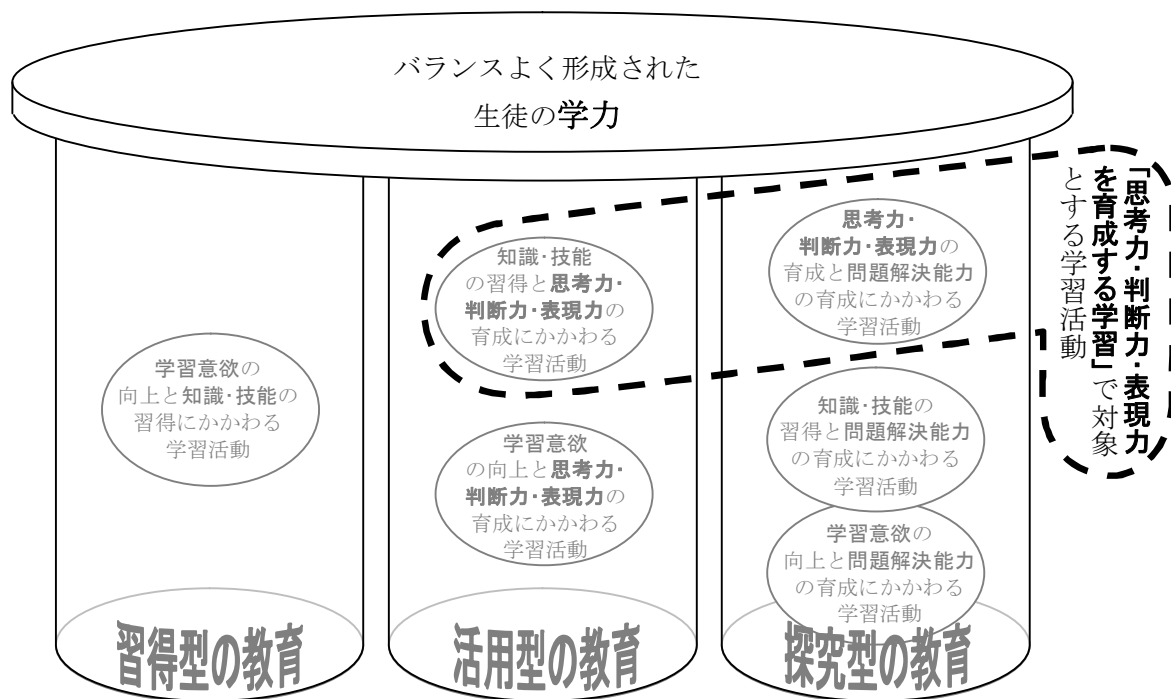 バランスよく形成された
生徒の学力
学習意欲の
向上と知識・技能の
習得にかかわる
学習活動
習得型の教育
知識・技能
の習得と思考力・
判断力・表現力の
育成にかかわる
学習活動
学習意欲
の向上と思考力・
判断力・表現力の
育成にかかわる
学習活動
活用型の教育
思考力・
判断力・表現力の
育成と問題解決能力
の育成にかかわる
学習活動
知識・技能の
習得と問題解決能力
の育成にかかわる
学習活動
学習意欲の
向上と問題解決能力
の育成にかかわる
学習活動
探究型の教育
「思考力・判断力・表現力
を育成する学習」で対象
とする学習活動